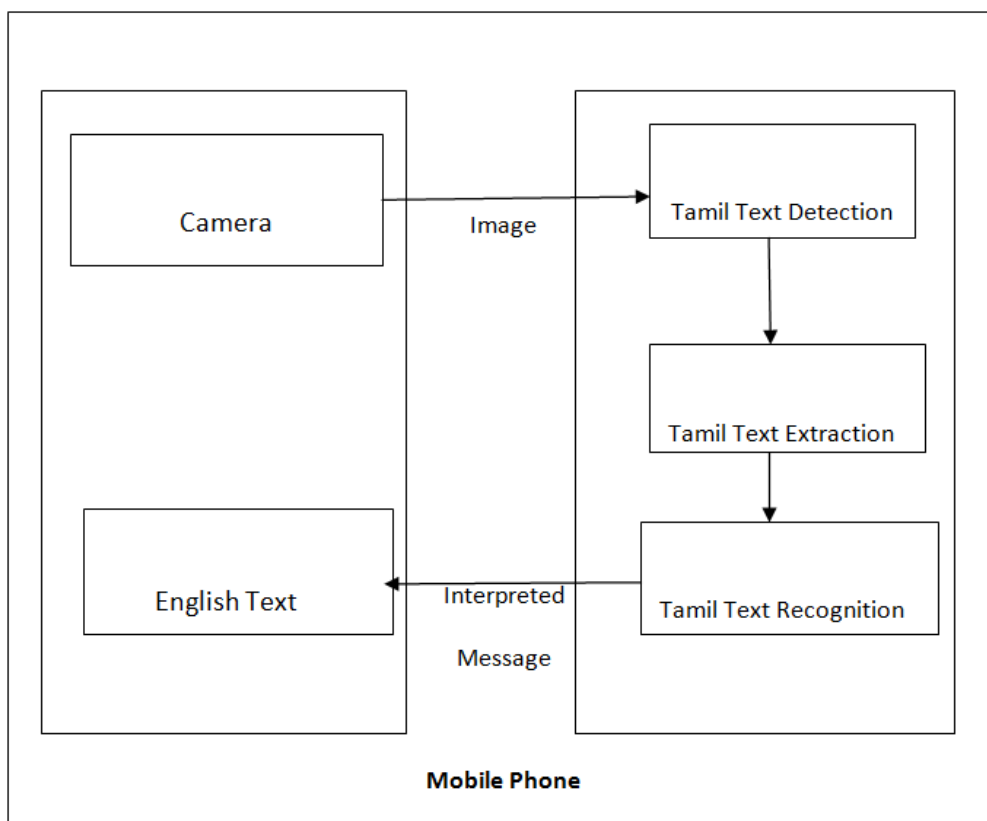 Camera
Image
Tamil Text Detection
Tamil Text Extraction
Tamil Text Recognition
Interpreted
Message
English Text
Mobile Phone